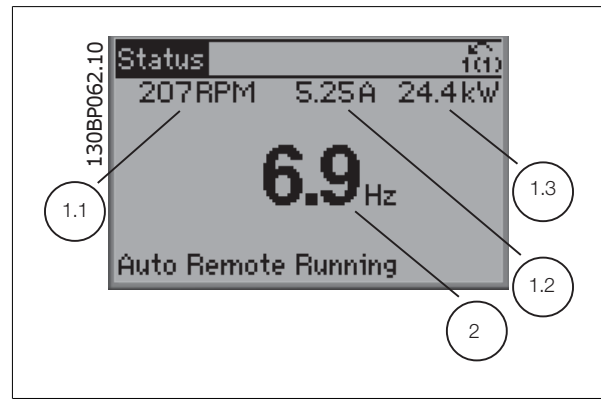 130BP062.10
Status 1(1)
207RPM 5.25A 24.4kW
6.9Hz
Auto Remote Running
1.1
1.3
1.2
2